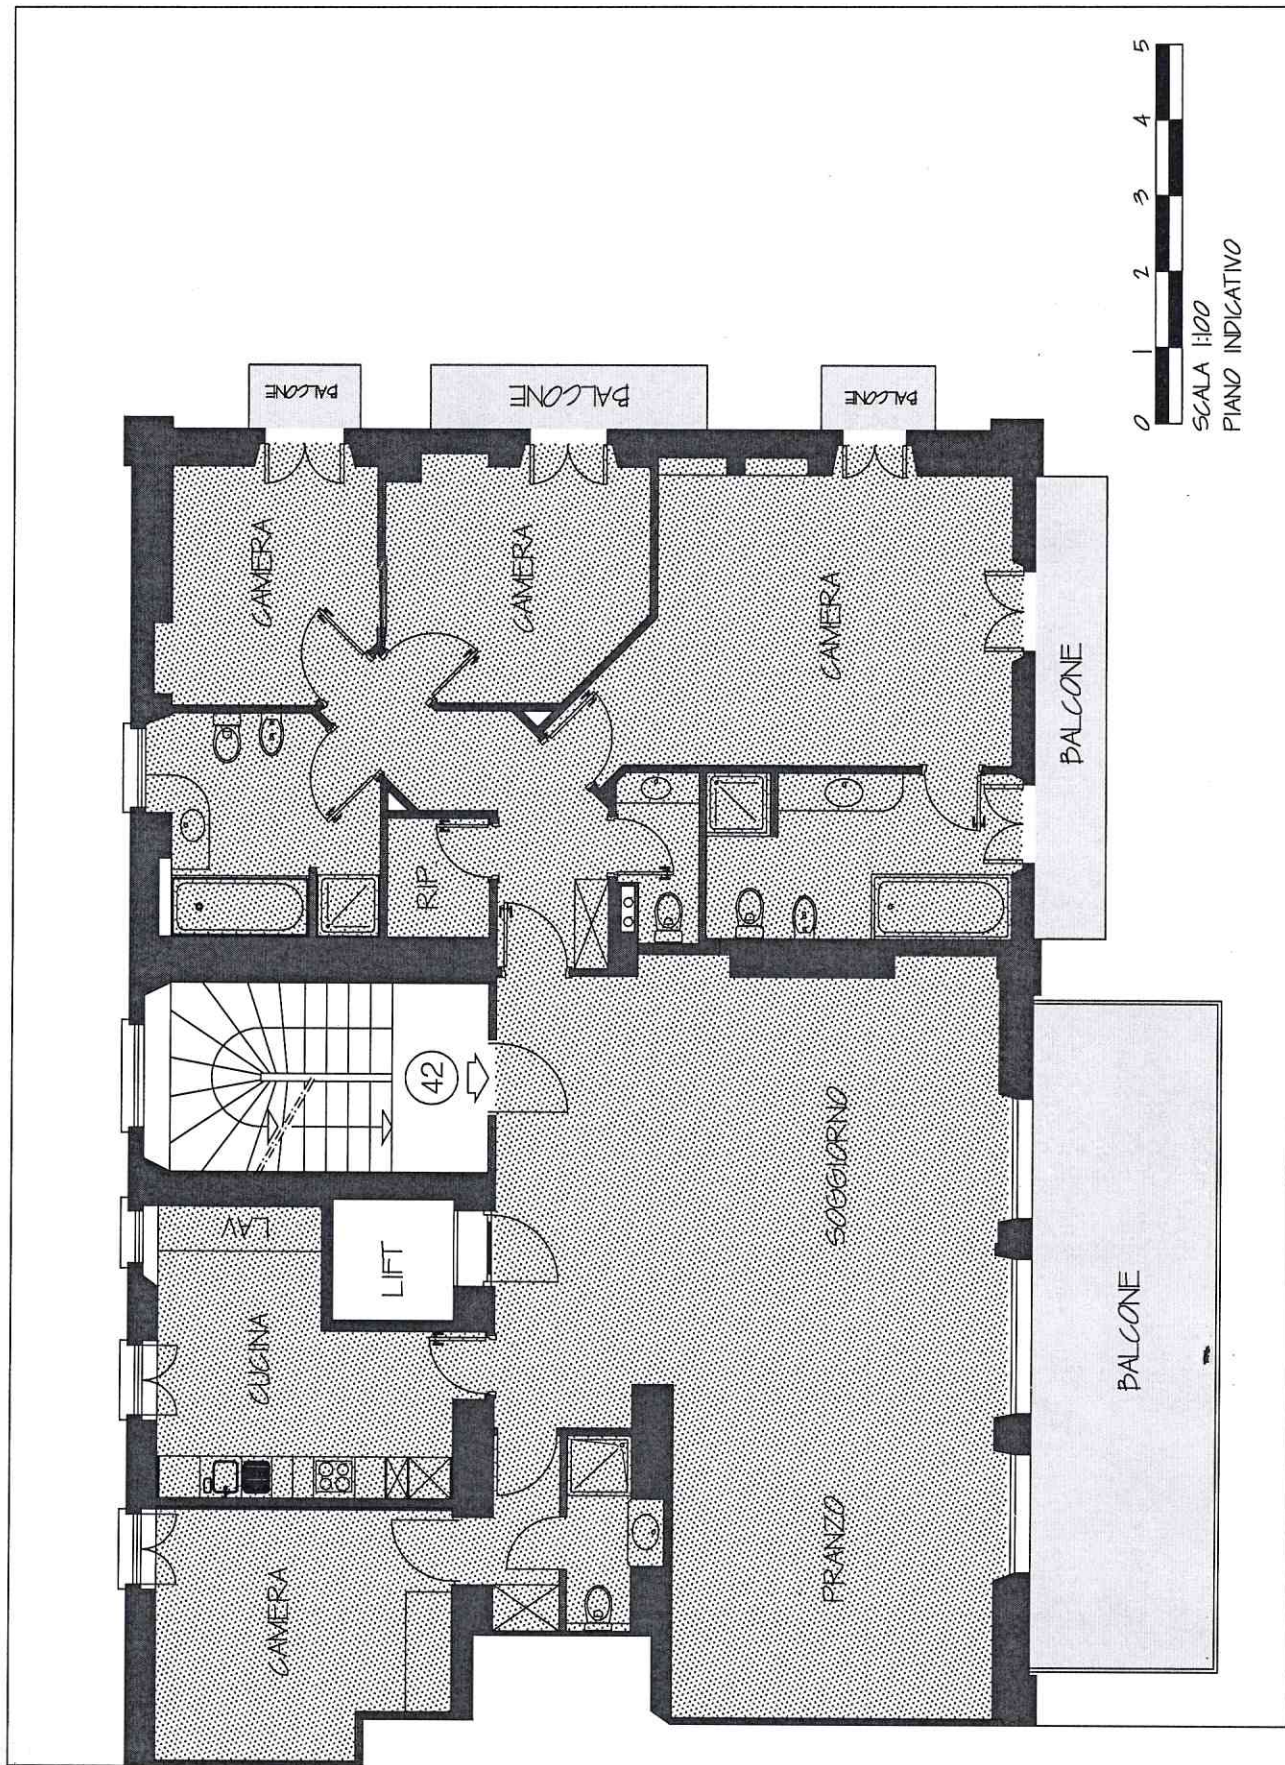 CAMERA
CUCINA
LAV
LIFT
42
RIP
CAMERA
BALCONE
CAMERA
BALCONE
PRANZO
SOGGIORNO
CAMERA
BALCONE
BALCONE
BALCONE
0 1 2 3 4 5
SCALA 1:100
PIANO INDICATIVO